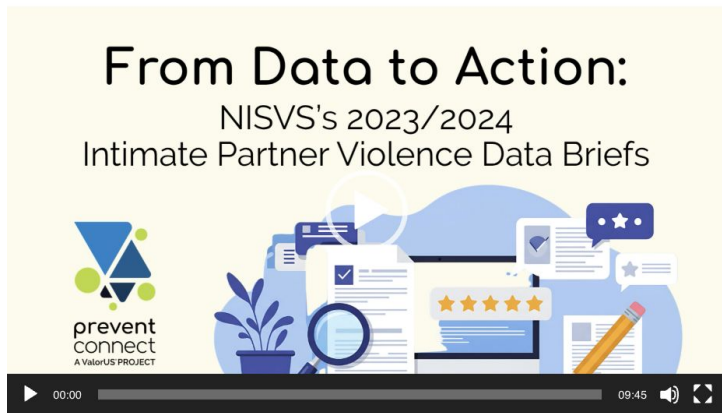 From Data to Action:
NISVS's 2023/2024
Intimate Partner Violence Data Briefs
prevent
connect
A ValorUS® PROJECT
00:00
09:45